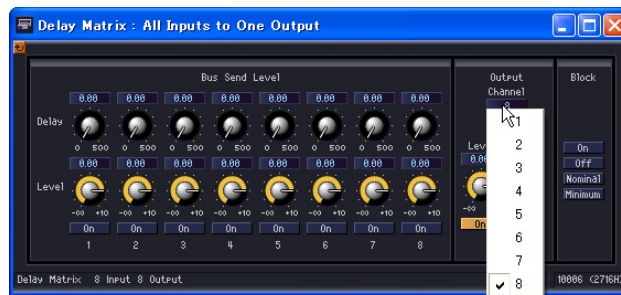 Delay Matrix : All Inputs to One Output
Bus Send Level
Output
Channel
Block
8
0.00 0.00 0.00 0.00 0.00 0.00 0.00 0.00
Delay
0 500 0 500 0 500 0 500 0 500 0 500 0 500 0 500
0.00 0.00 0.00 0.00 0.00 0.00 0.00 0.00
Level
-∞ +10 -∞ +10 -∞ +10 -∞ +10 -∞ +10 -∞ +10 -∞ +10 -∞ +10
On On On On On On On On
1 2 3 4 5 6 7 8
-∞
On
1
2
3
4
5
6
7
✔ 8
On
Off
Nominal
Minimum
Delay Matrix 8 Input 8 Output